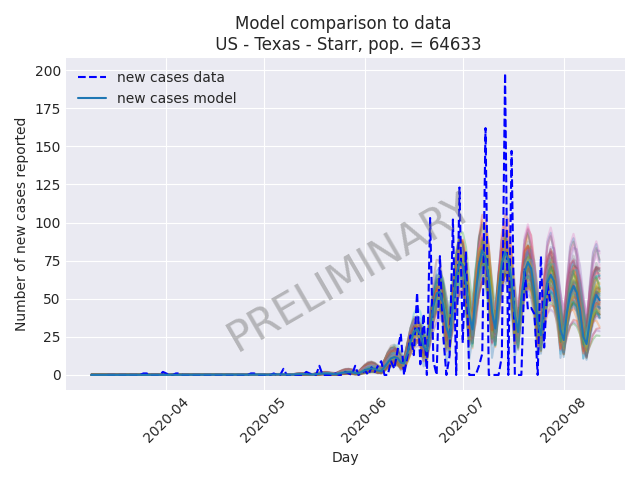 Model comparison to data
US - Texas - Starr, pop. = 64633
new cases data
new cases model
Number of new cases reported
200
175
150
125
100
75
50
25
0
PRELIMINARY
2020-04
2020-05
2020-06
2020-07
2020-08
Day